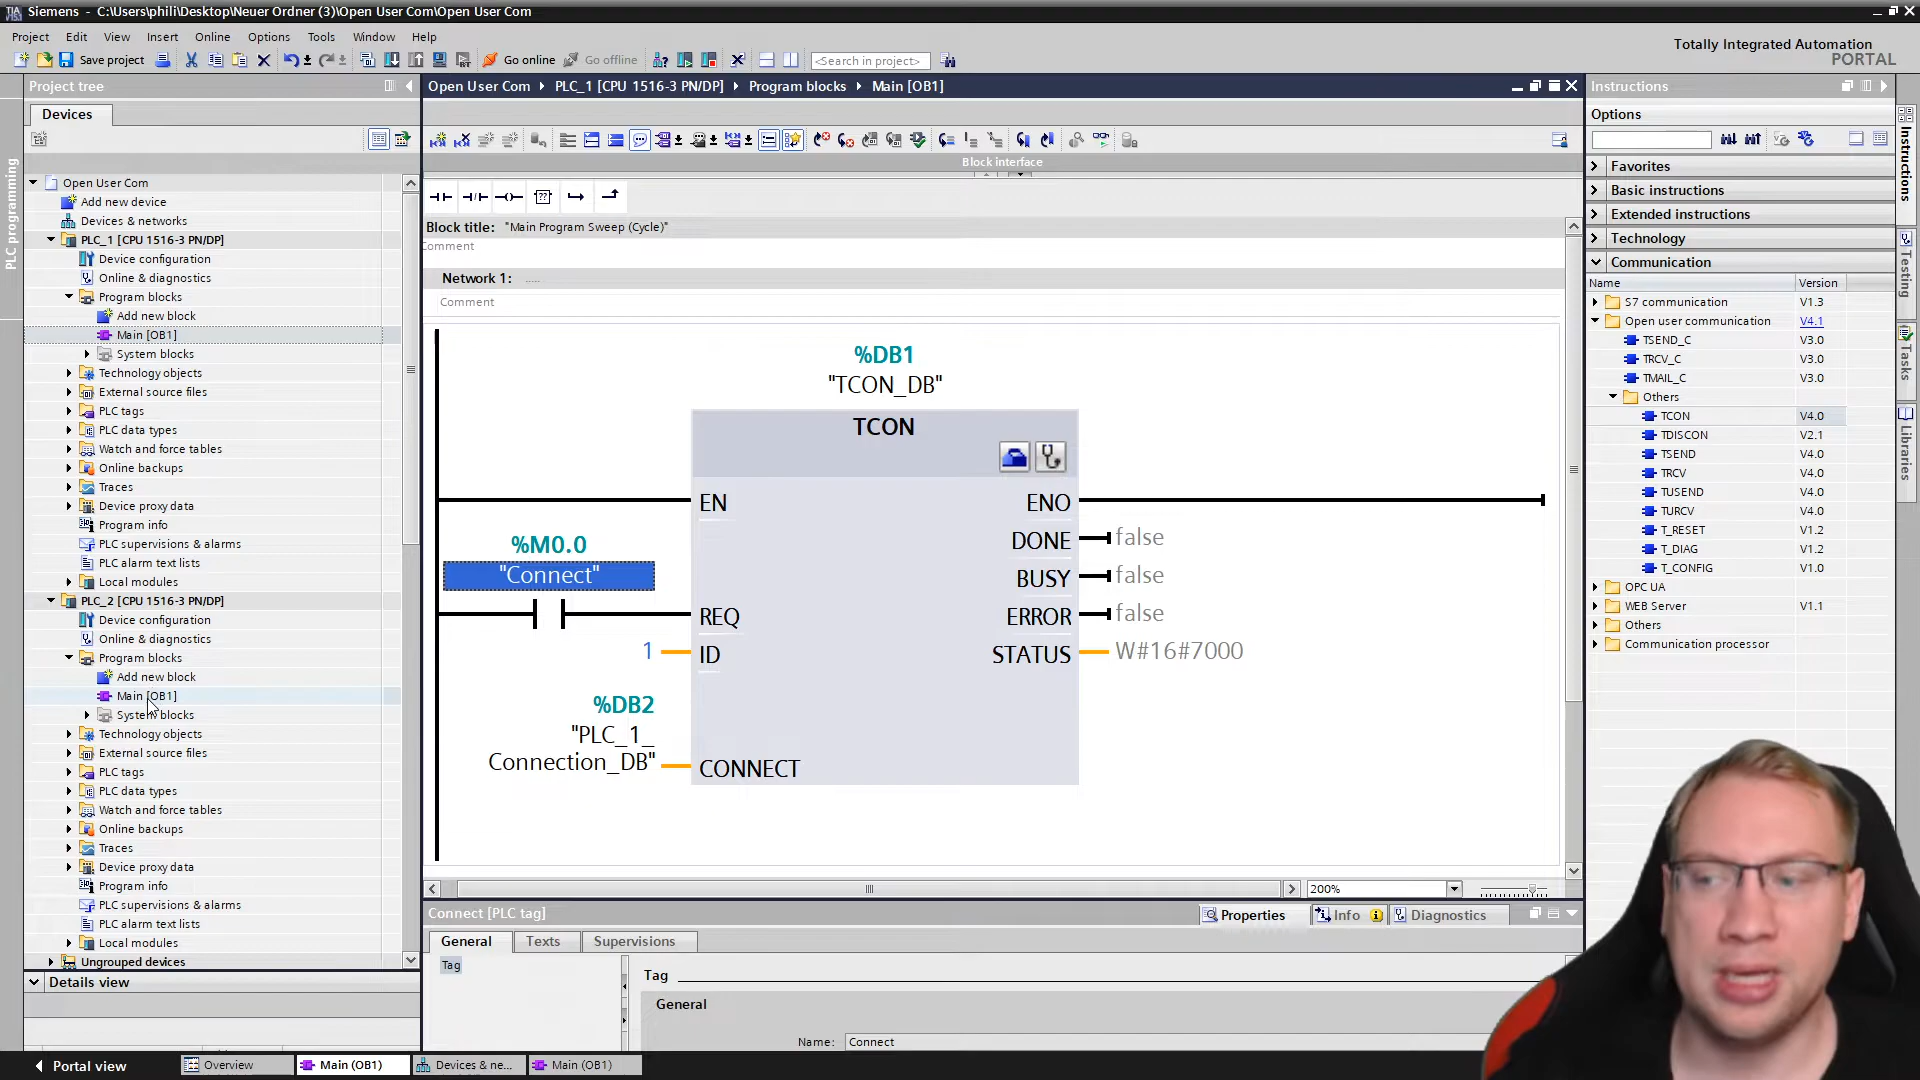 Siemens - C:\Users\phili\Desktop\Neuer Ordner (3)\Open User Com\Open User Com
Project Edit View Insert Online Options Tools Window Help
Totally Integrated Automation
PORTAL
Save project
Go online
Go offline
<Search in project>
Project tree
Open User Com
PLC_1 [CPU 1516-3 PN/DP]
Program blocks
Main [OB1]
Instructions
Devices
Options
PLC programming
Block interface
Open User Com
Add new device
Devices & networks
PLC_1 [CPU 1516-3 PN/DP]
Device configuration
Online & diagnostics
Program blocks
Add new block
Main [OB1]
System blocks
Technology objects
External source files
PLC tags
PLC data types
Watch and force tables
Online backups
Traces
Device proxy data
Program info
PLC supervisions & alarms
PLC alarm text lists
Local modules
PLC_2 [CPU 1516-3 PN/DP]
Device configuration
Online & diagnostics
Program blocks
Add new block
Main [OB1]
System blocks
Technology objects
External source files
PLC tags
PLC data types
Watch and force tables
Online backups
Traces
Device proxy data
Program info
PLC supervisions & alarms
PLC alarm text lists
Local modules
Ungrouped devices
Details view
Block title: "Main Program Sweep (Cycle)"
Comment
Network 1: .....
Comment
%DB1
"TCON_DB"
TCON
EN
ENO
DONE
false
%M0.0
"Connect"
BUSY
false
REQ
ERROR
false
1
ID
STATUS
W#16#7000
%DB2
"PLC_1_
Connection_DB"
CONNECT
200%
Connect [PLC tag]
Properties
Info
Diagnostics
General
Texts
Supervisions
Tag
Tag
General
Name:
Connect
Favorites
Basic instructions
Extended instructions
Technology
Communication
Name Version
S7 communication V1.3
Open user communication V4.1
TSEND_C V3.0
TRCV_C V3.0
TMAIL_C V3.0
Others
TCON V4.0
TDISCON V2.1
TSEND V4.0
TRCV V4.0
TUSEND V4.0
TURCV V4.0
T_RESET V1.2
T_DIAG V1.2
T_CONFIG V1.0
OPC UA
WEB Server V1.1
Others
Communication processor
Instructions
Testing
Tasks
Libraries
Portal view
Overview
Main (OB1)
Devices & ne...
Main (OB1)